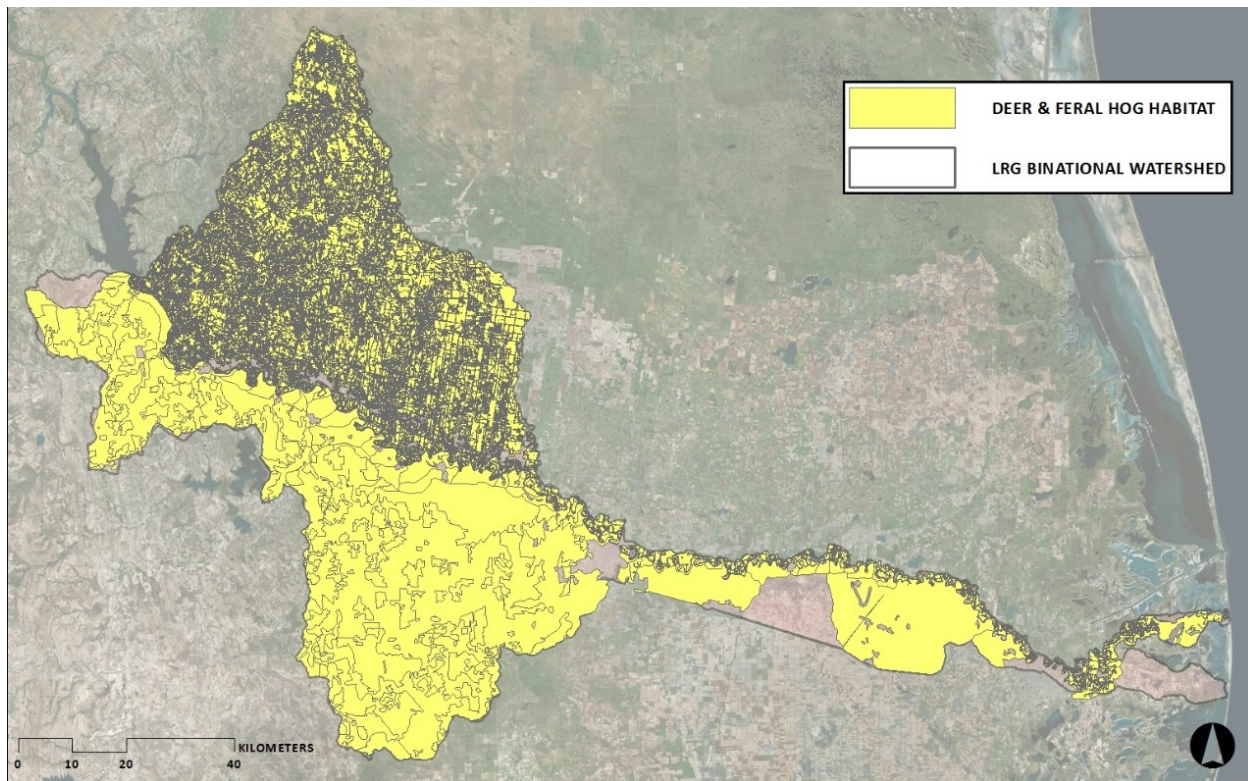 DEER & FERAL HOG HABITAT
LRG BINATIONAL WATERSHED
KILOMETERS
0 10 20 40